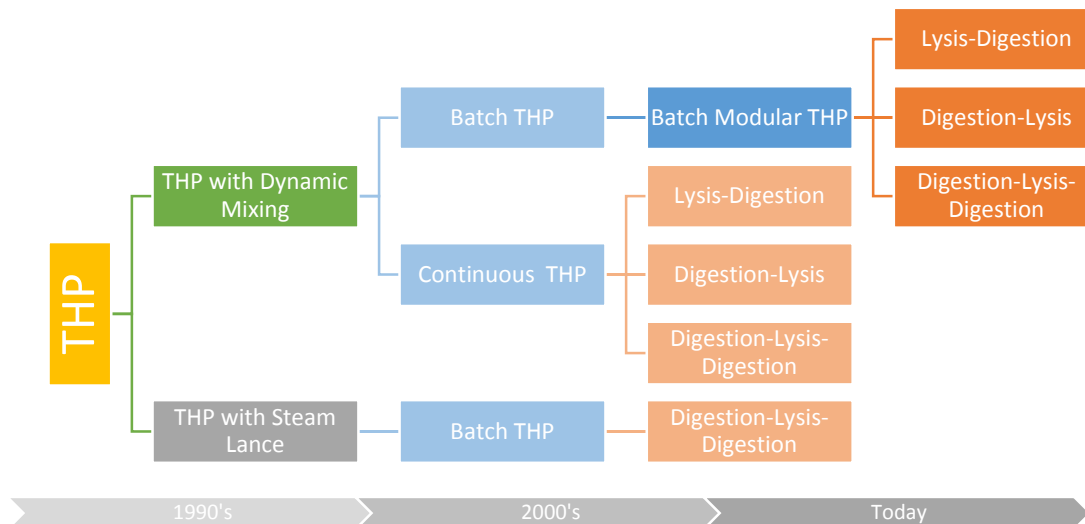 THP
THP with Dynamic
Mixing
THP with Steam
Lance
Batch THP
Continuous  THP
Batch THP
Batch Modular THP
Lysis-Digestion
Digestion-Lysis
Digestion-Lysis-
Digestion
Digestion-Lysis-
Digestion
Lysis-Digestion
Digestion-Lysis
Digestion-Lysis-
Digestion
1990's
2000's
Today